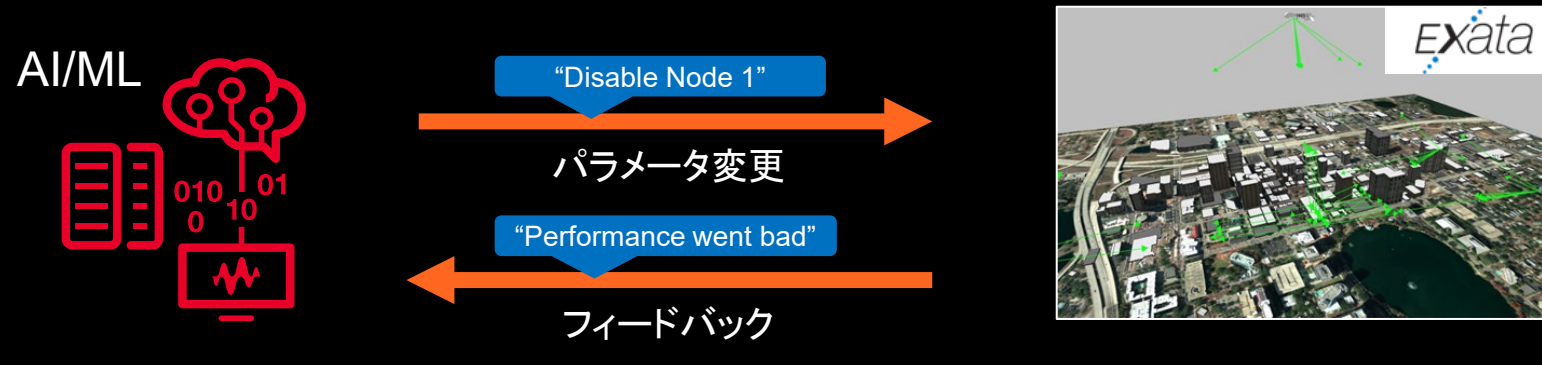 AI/ML
010
01
0
10
“Disable Node 1”
パラメータ変更
“Performance went bad”
フィードバック
EXata